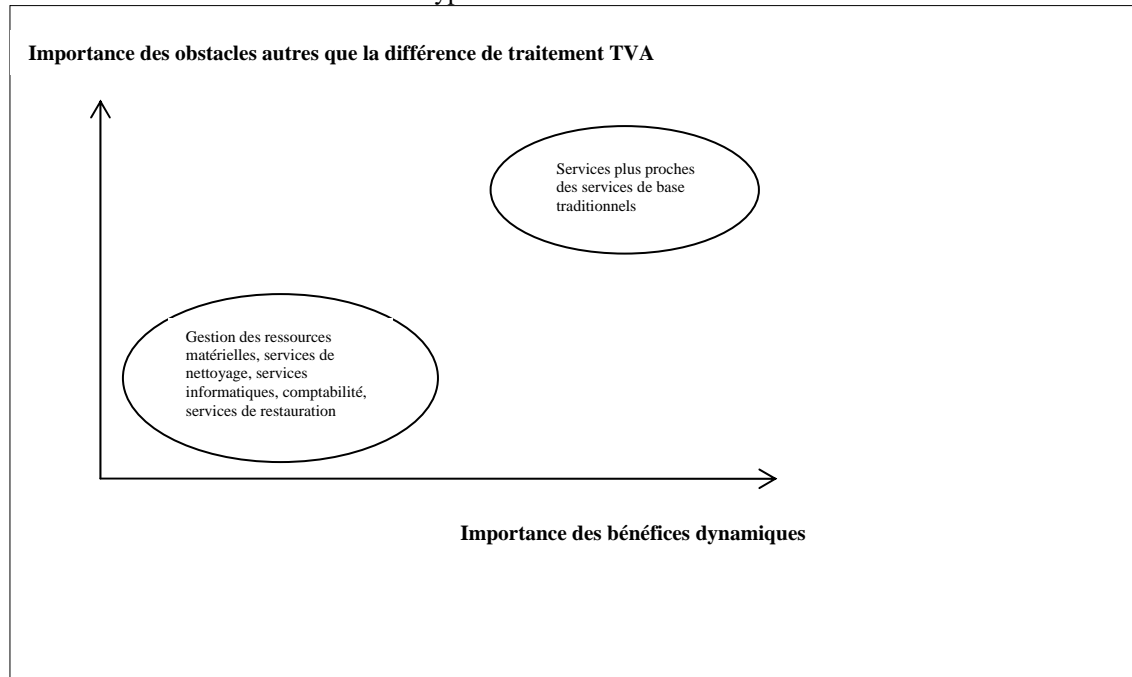 Importance des obstacles autres que la différence de traitement TVA
Services plus proches
des services de base
traditionnels
Gestion des ressources
matérielles, services de
nettoyage, services
informatiques, comptabilité,
services de restauration
Importance des bénéfices dynamiques